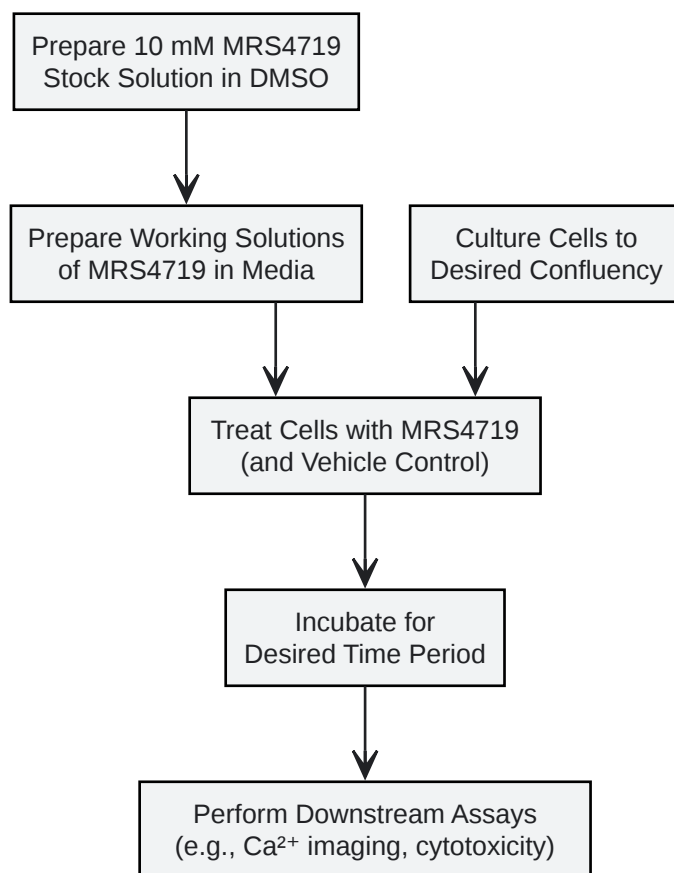 Prepare 10 mM MRS4719
Stock Solution in DMSO
Prepare Working Solutions
of MRS4719 in Media
Culture Cells to
Desired Confluency
Treat Cells with MRS4719
(and Vehicle Control)
Incubate for
Desired Time Period
Perform Downstream Assays
(e.g., Ca²⁺ imaging, cytotoxicity)